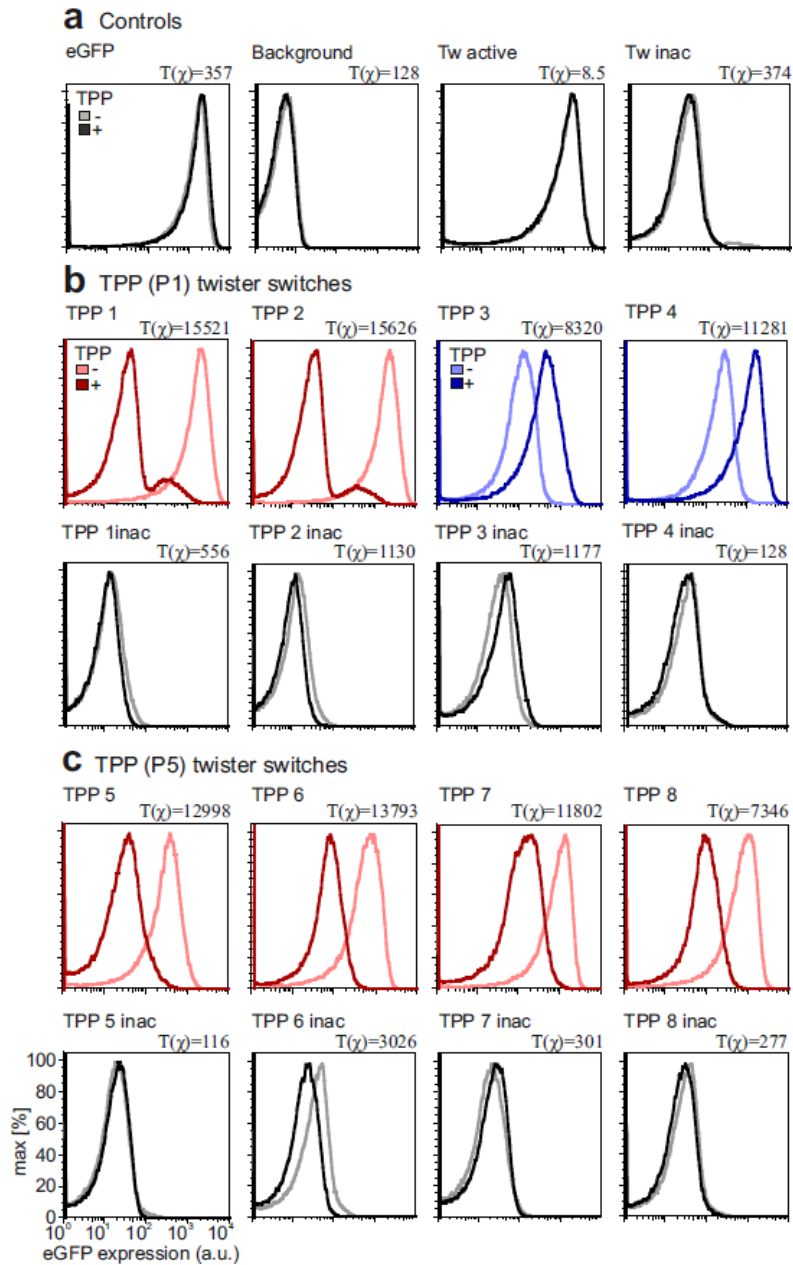 a Controls
eGFP Background Tw active Tw inac
T(χ)=357 T(χ)=128 T(χ)=8.5 T(χ)=374
TPP
-
+
b TPP (P1) twister switches
TPP 1 TPP 2 TPP 3 TPP 4
T(χ)=15521 T(χ)=15626 T(χ)=8320 T(χ)=11281
TPP TPP
- -
+ +
TPP 1inac TPP 2 inac TPP 3 inac TPP 4 inac
T(χ)=556 T(χ)=1130 T(χ)=1177 T(χ)=128
c TPP (P5) twister switches
TPP 5 TPP 6 TPP 7 TPP 8
T(χ)=12998 T(χ)=13793 T(χ)=11802 T(χ)=7346
TPP 5 inac TPP 6 inac TPP 7 inac TPP 8 inac
T(χ)=116 T(χ)=3026 T(χ)=301 T(χ)=277
100
80
60
40
20
0
max [%]
10⁰ 10¹ 10² 10³ 10⁴
eGFP expression (a.u.)